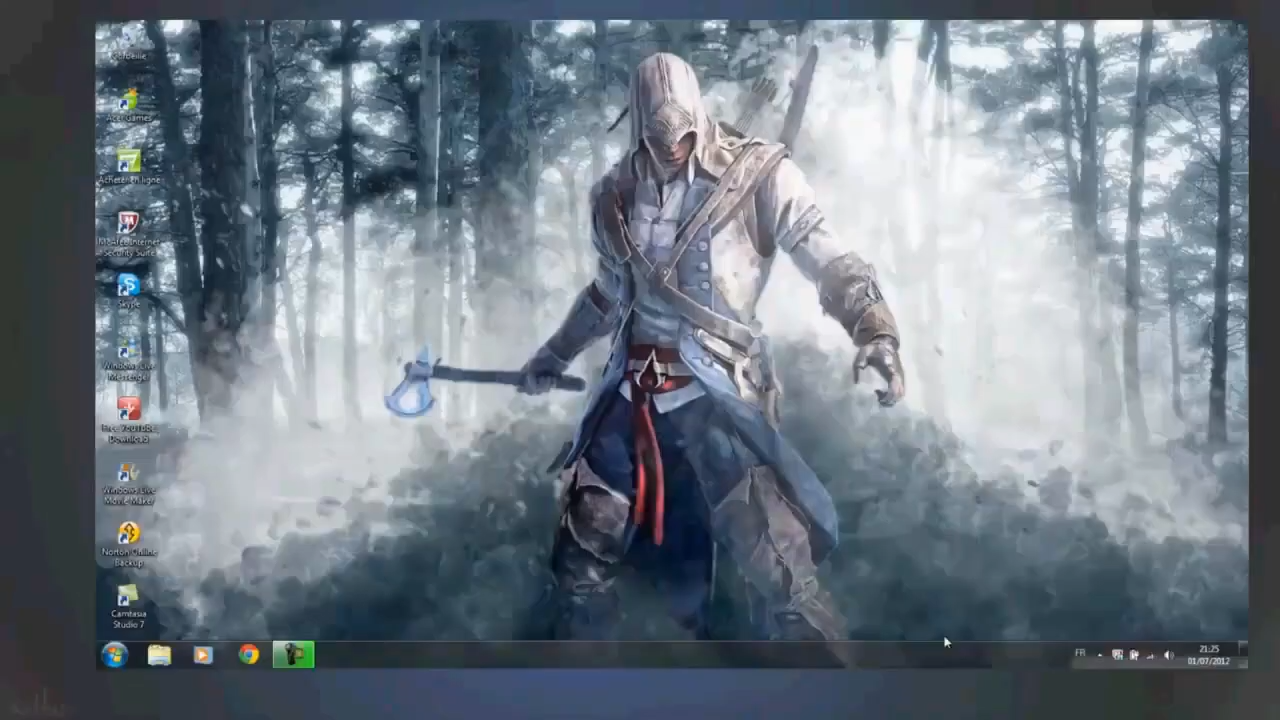 Corbeille
Acer Games
Acheter en ligne
McAfee Internet
Security Suite
Skype
Windows Live
Messenger
Free YouTube
Download
Windows Live
Movie Maker
Norton Online
Backup
Camtasia
Studio 7
FR
21:25
01/07/2012